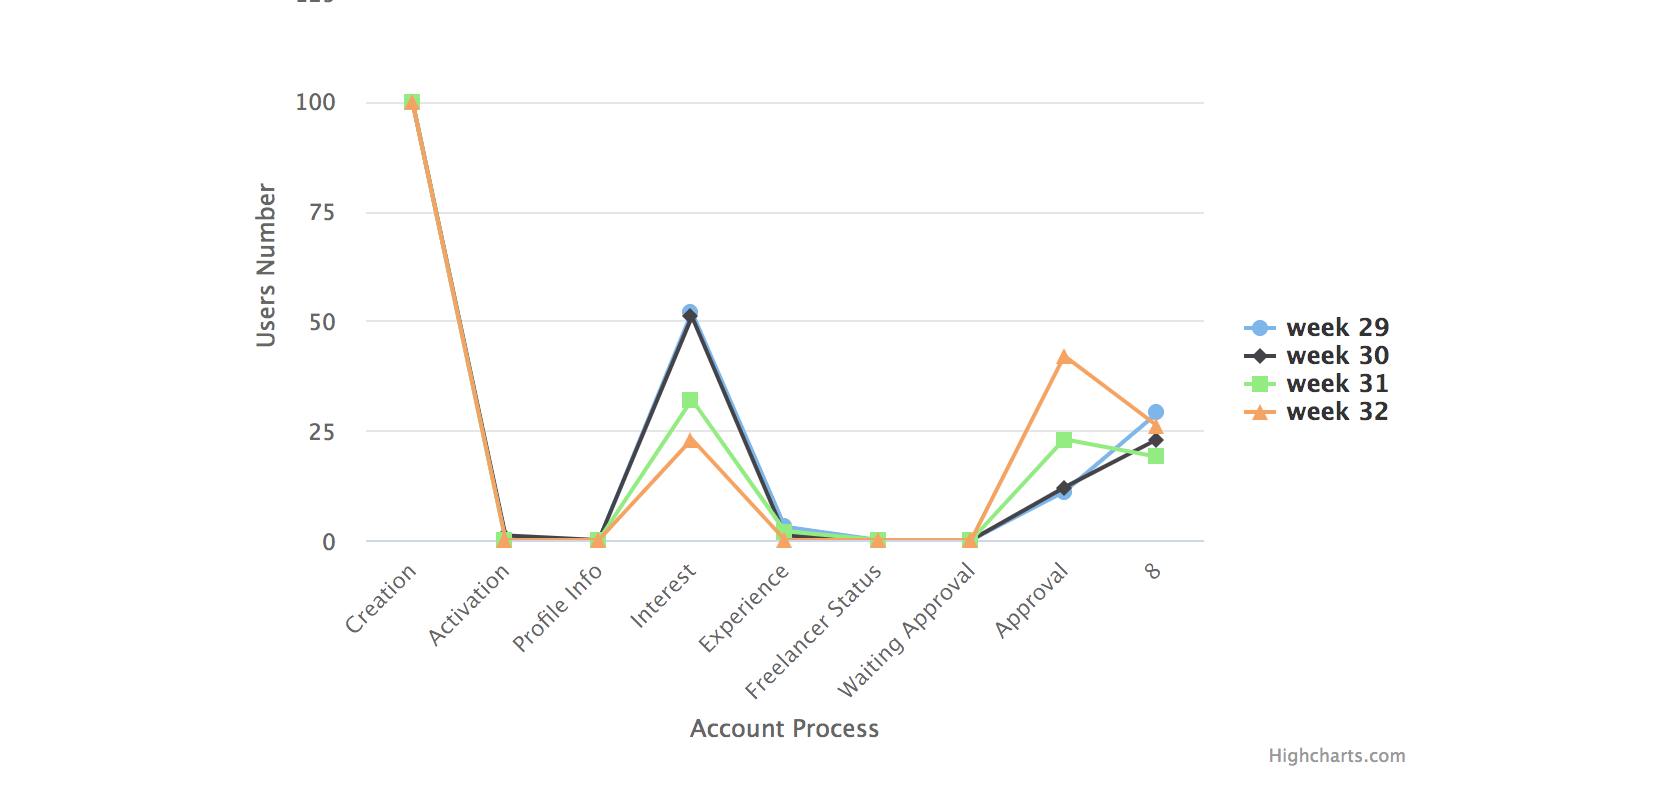 100
75
50
25
0
Users Number
Creation
Activation
Profile Info
Interest
Experience
Freelancer Status
Waiting Approval
Approval
8
Account Process
week 29
week 30
week 31
week 32
Highcharts.com